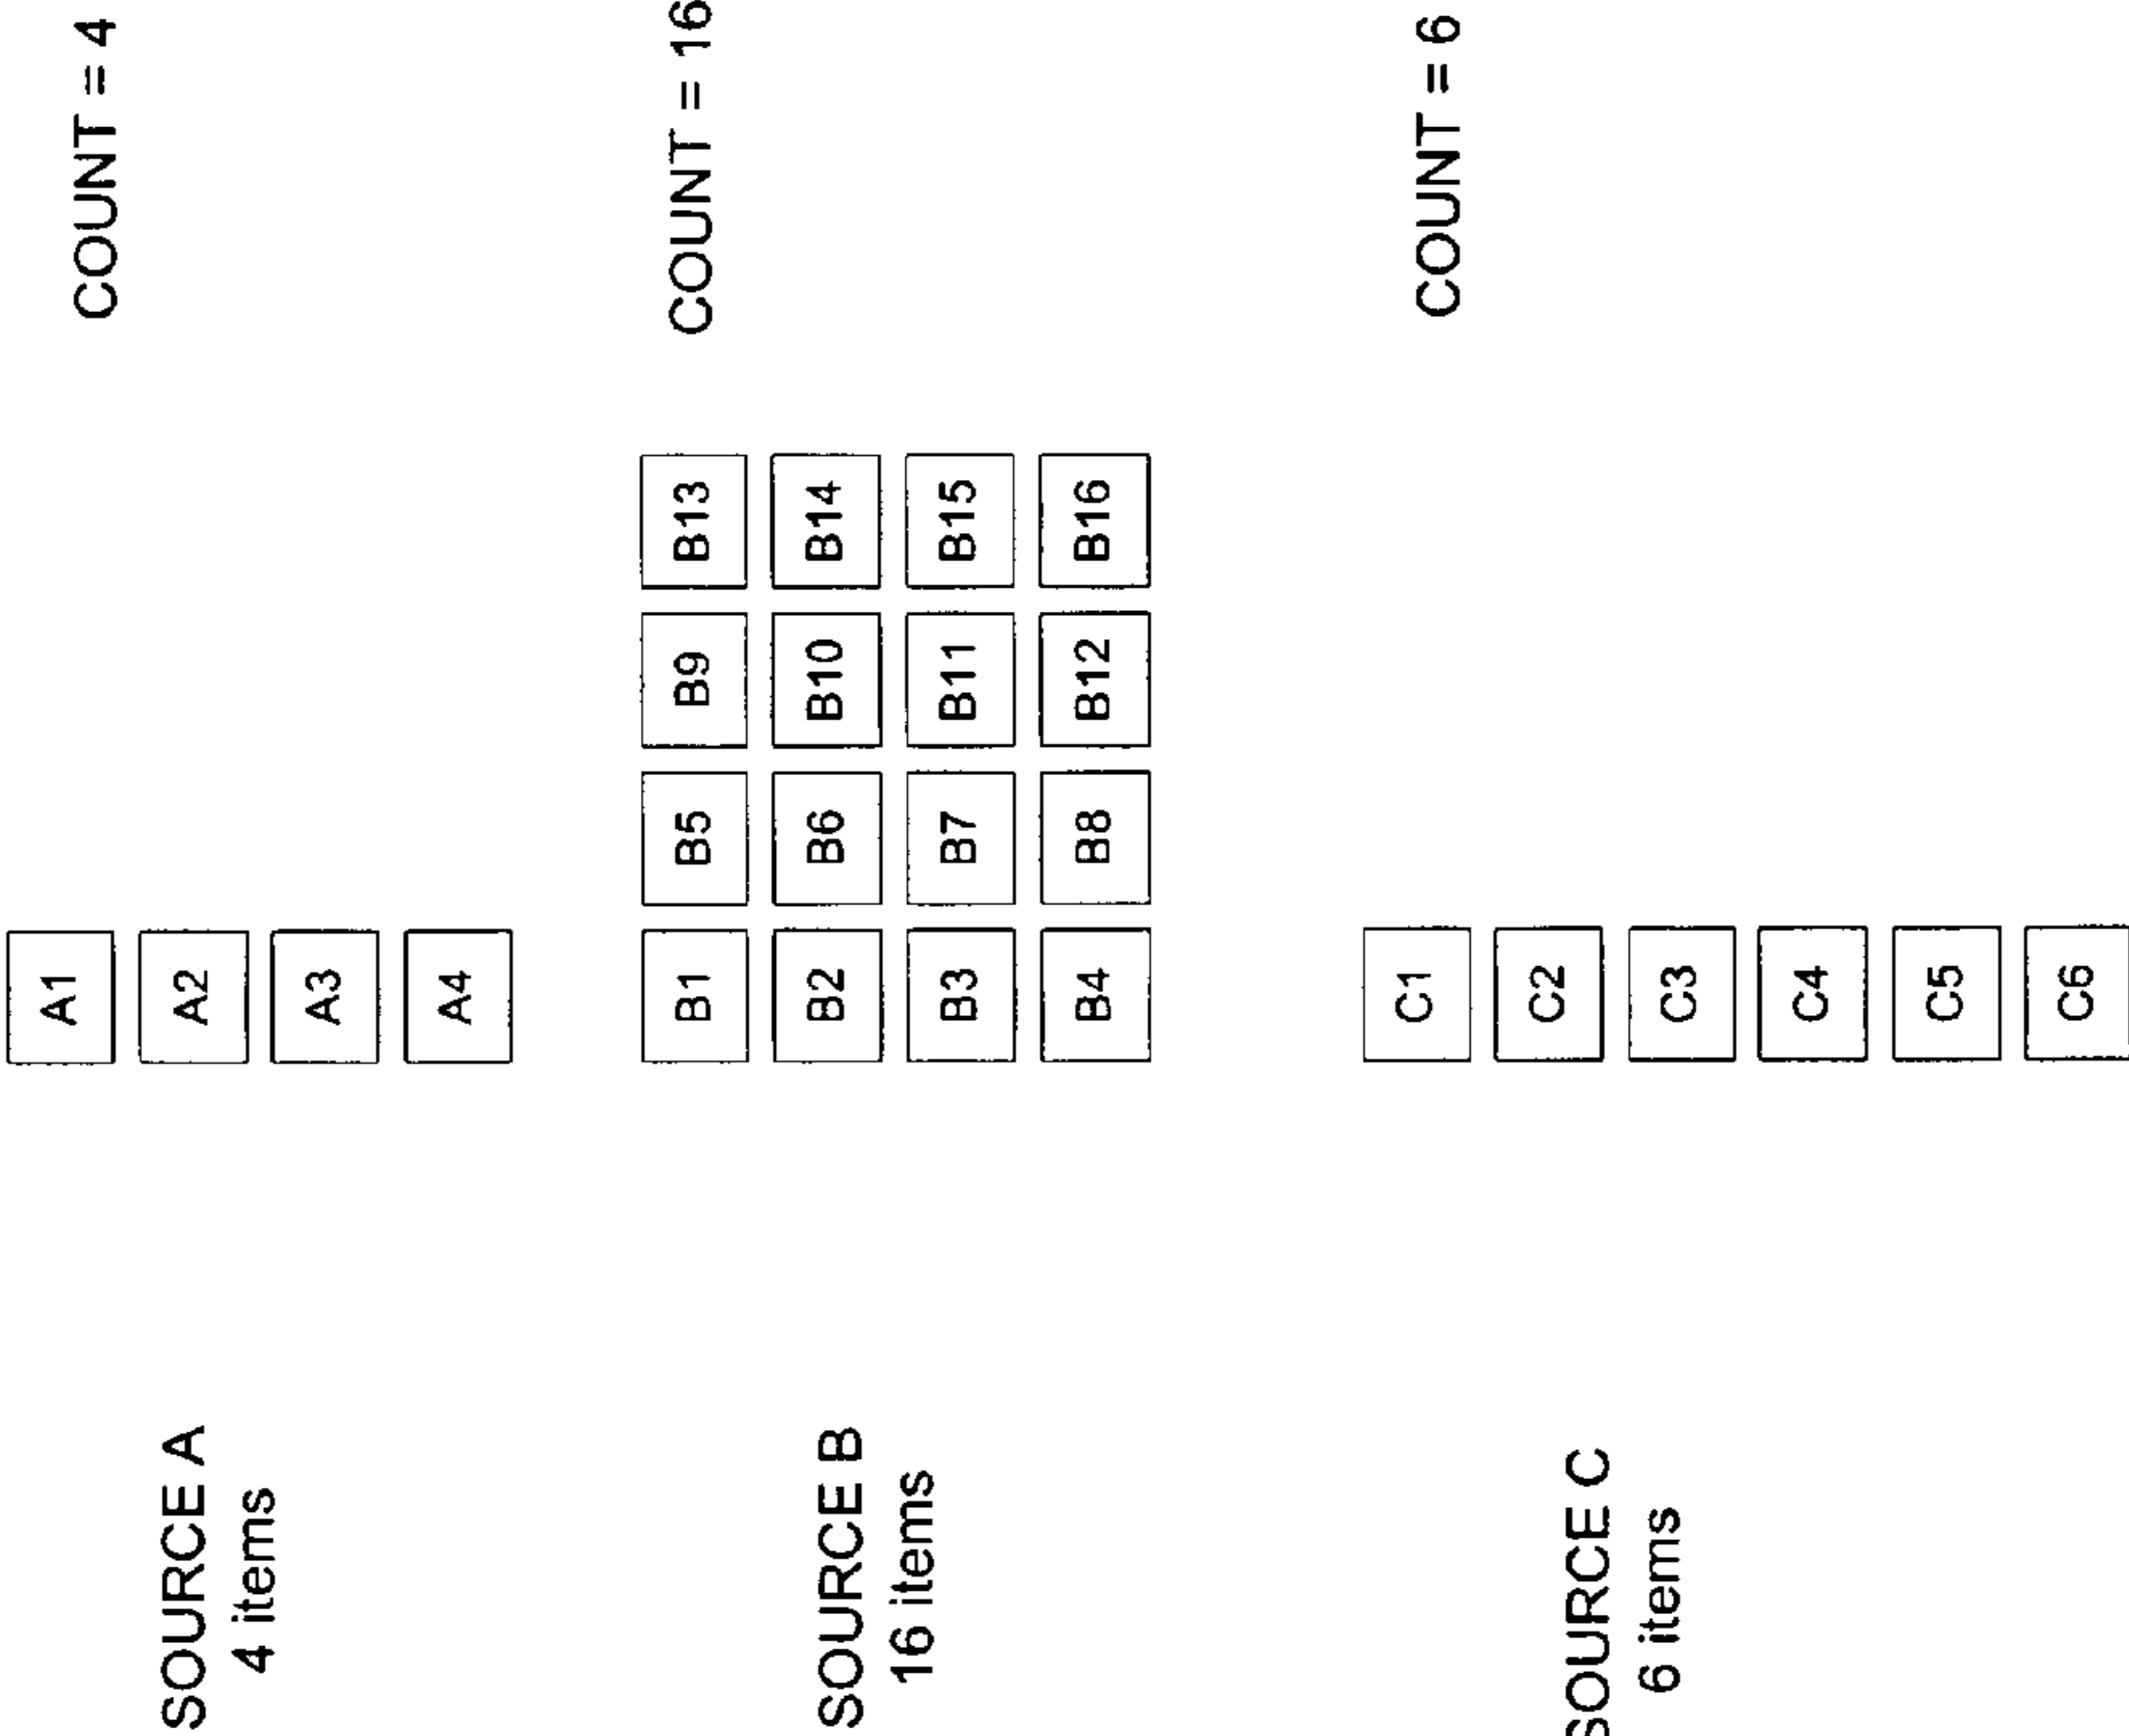 SOURCE A
4 items
A1
A2
A3
A4
COUNT = 4
SOURCE B
16 items
B1 B5 B9 B13
B2 B6 B10 B14
B3 B7 B11 B15
B4 B8 B12 B16
COUNT = 16
SOURCE C
6 items
C1
C2
C3
C4
C5
C6
COUNT = 6